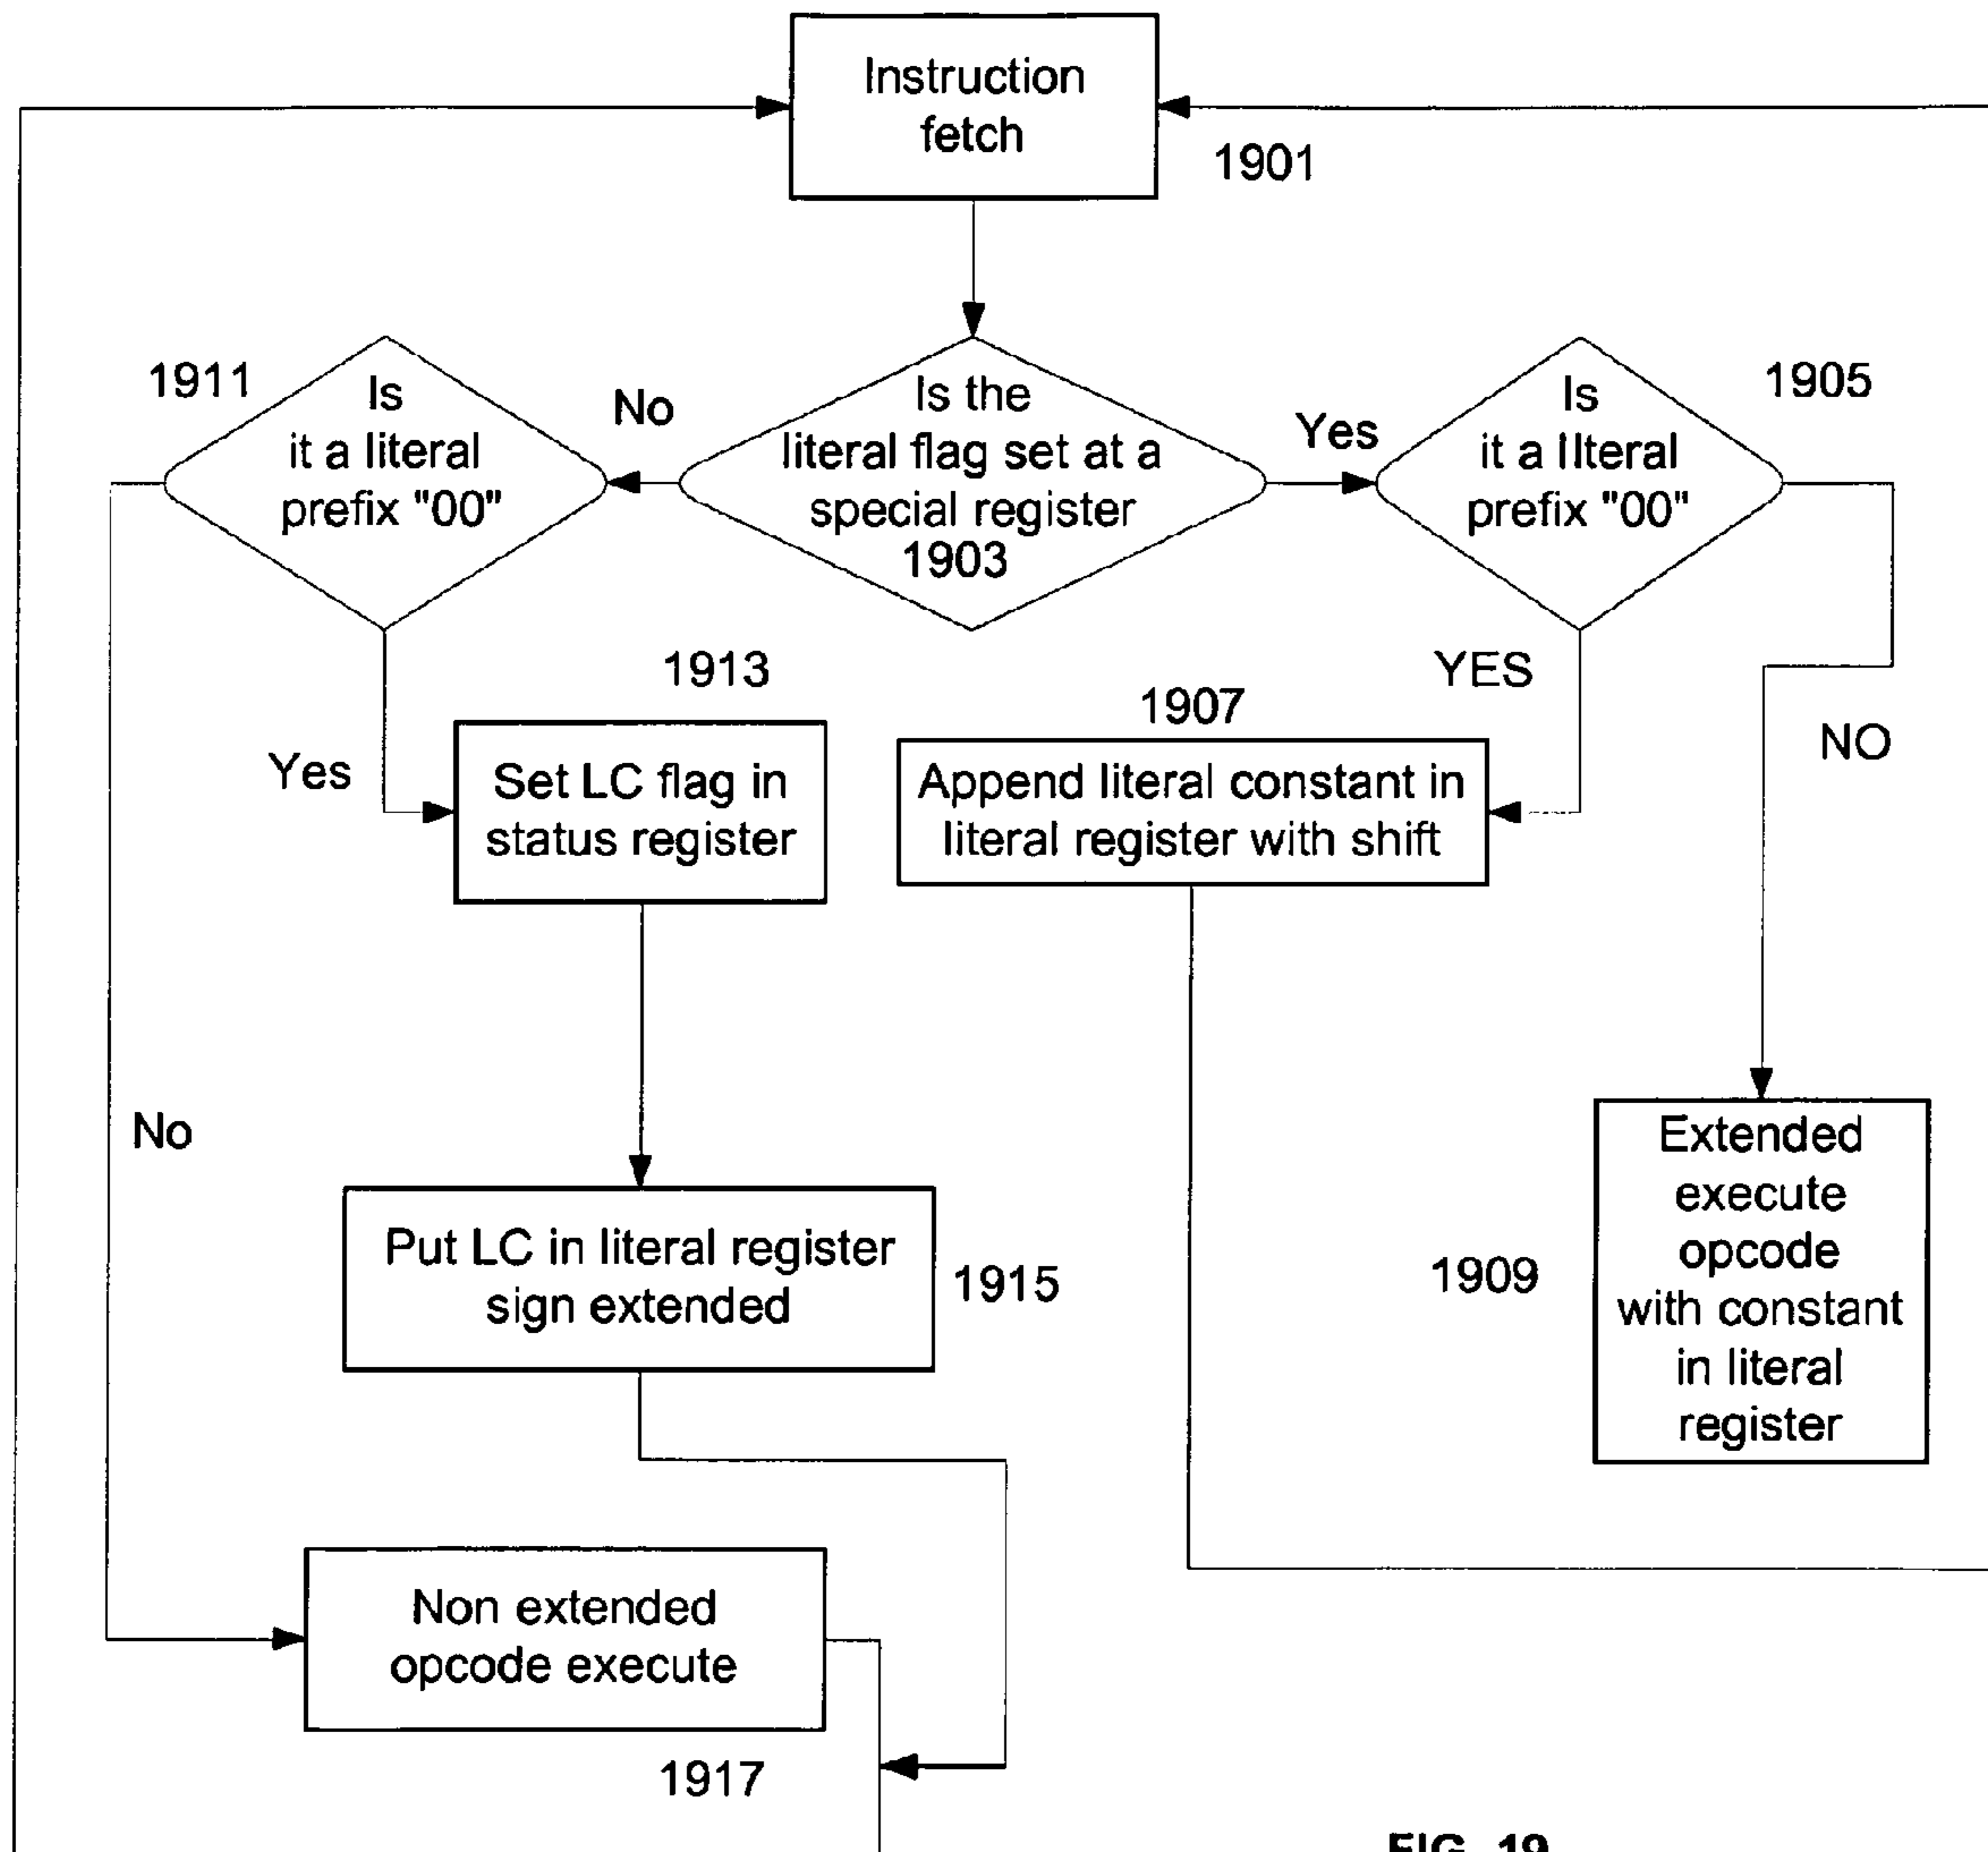 Instruction
fetch
1901
1911
Is
it a literal
prefix "00"
No
Is the
literal flag set at a
special register
1903
Yes
Is
it a lIteral
prefix "00"
1905
1913
YES
1907
Yes
Set LC flag in
status register
Append literal constant in
literal register with shift
NO
No
Put LC in literal register
sign extended
1915
1909
Extended
execute
opcode
with constant
in literal
register
Non extended
opcode execute
1917
FIG. 19